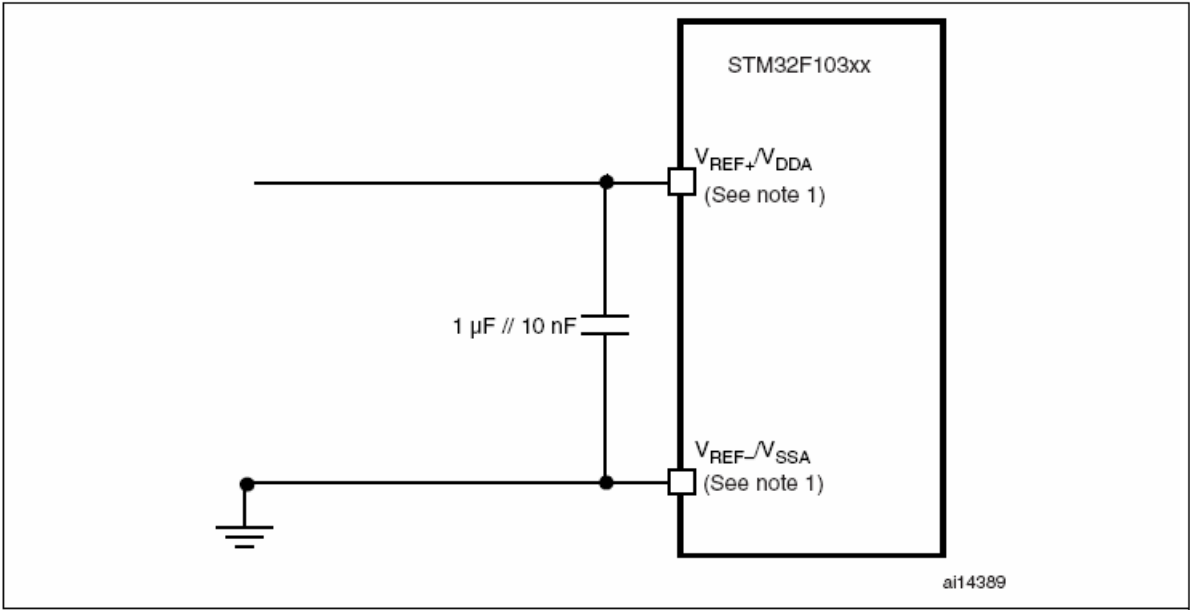 STM32F103xx
VREF+/VDDA
(See note 1)
1 µF // 10 nF
VREF–/VSSA
(See note 1)
ai14389